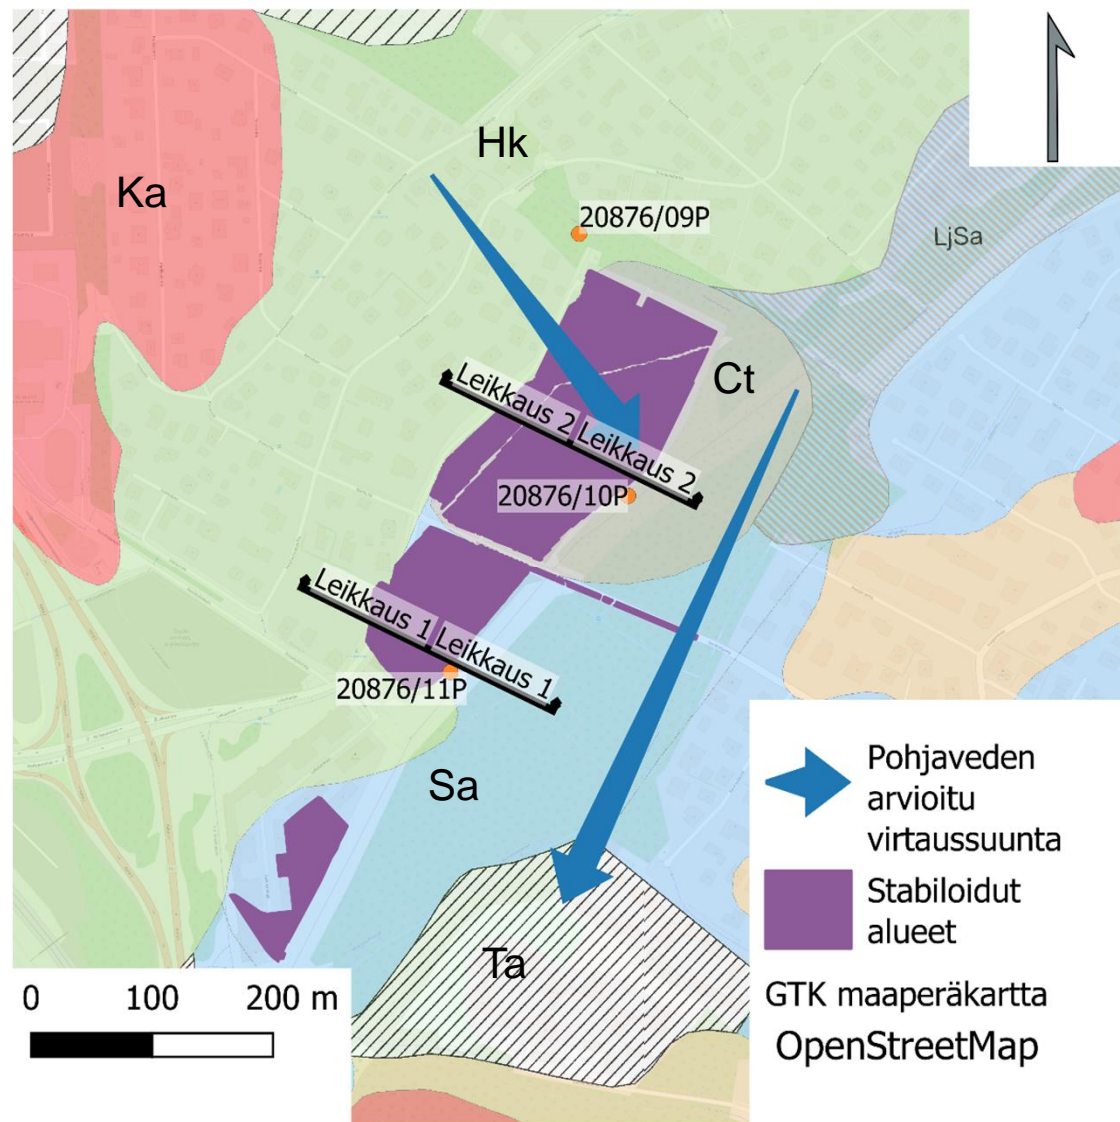 Hk
Ka
20876/09P
LjSa
Ct
Leikkaus 2
Leikkaus 2
20876/10P
Leikkaus 1
Leikkaus 1
20876/11P
Sa
Ta
Pohjaveden
arvioitu
virtaussuunta
Stabiloidut
alueet
GTK maaperäkartta
OpenStreetMap
0 100 200 m